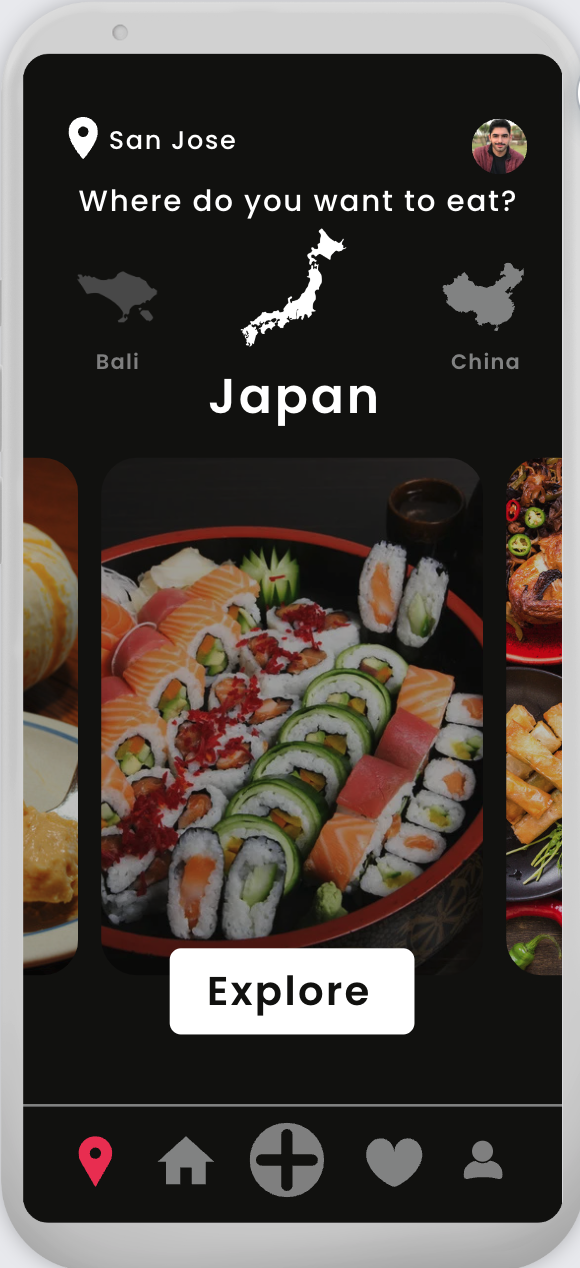 San Jose
Where do you want to eat?
Bali
China
Japan
Explore